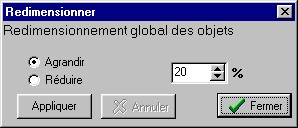 Redimensionner
Redimensionnement global des objets
Agrandir
Réduire
20 %
Appliquer Annuler Fermer